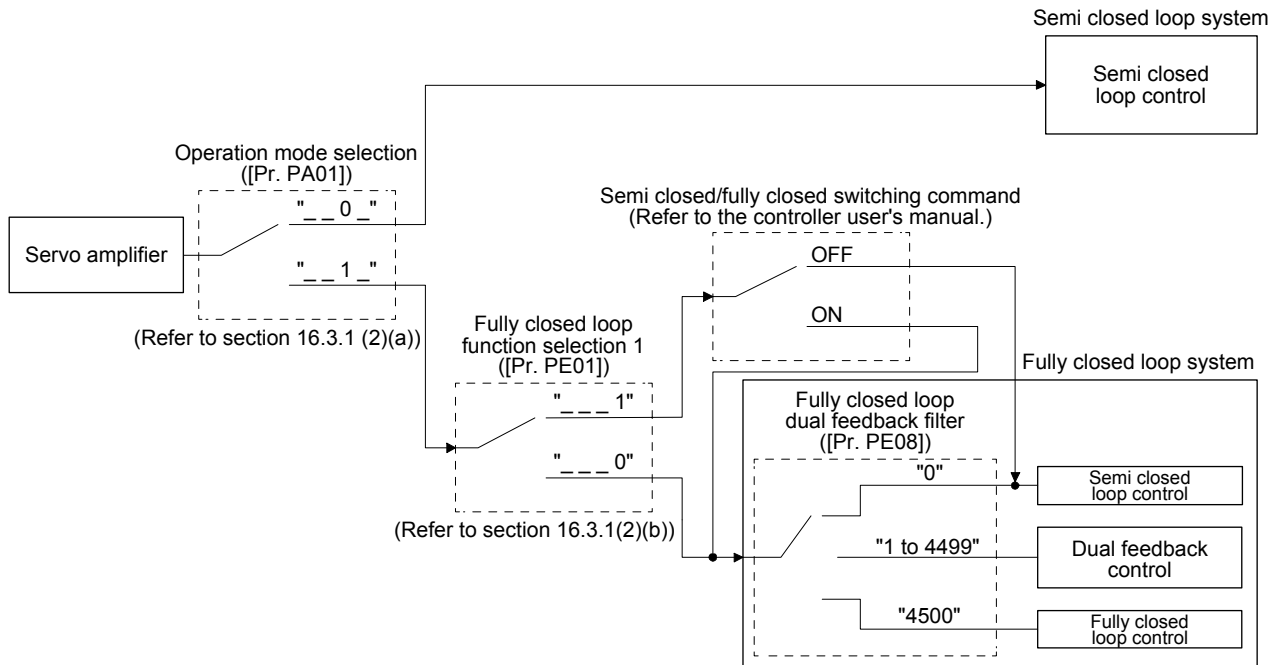 Semi closed loop system
Semi closed
loop control
Operation mode selection
([Pr. PA01])
"_ _ 0 _"
"_ _ 1 _"
Servo amplifier
(Refer to section 16.3.1 (2)(a))
Semi closed/fully closed switching command
(Refer to the controller user's manual.)
OFF
ON
Fully closed loop
function selection 1
([Pr. PE01])
"_ _ _ 1"
"_ _ _ 0"
(Refer to section 16.3.1(2)(b))
Fully closed loop system
Fully closed loop
dual feedback filter
([Pr. PE08])
"0"
"1 to 4499"
"4500"
Semi closed
loop control
Dual feedback
control
Fully closed
loop control